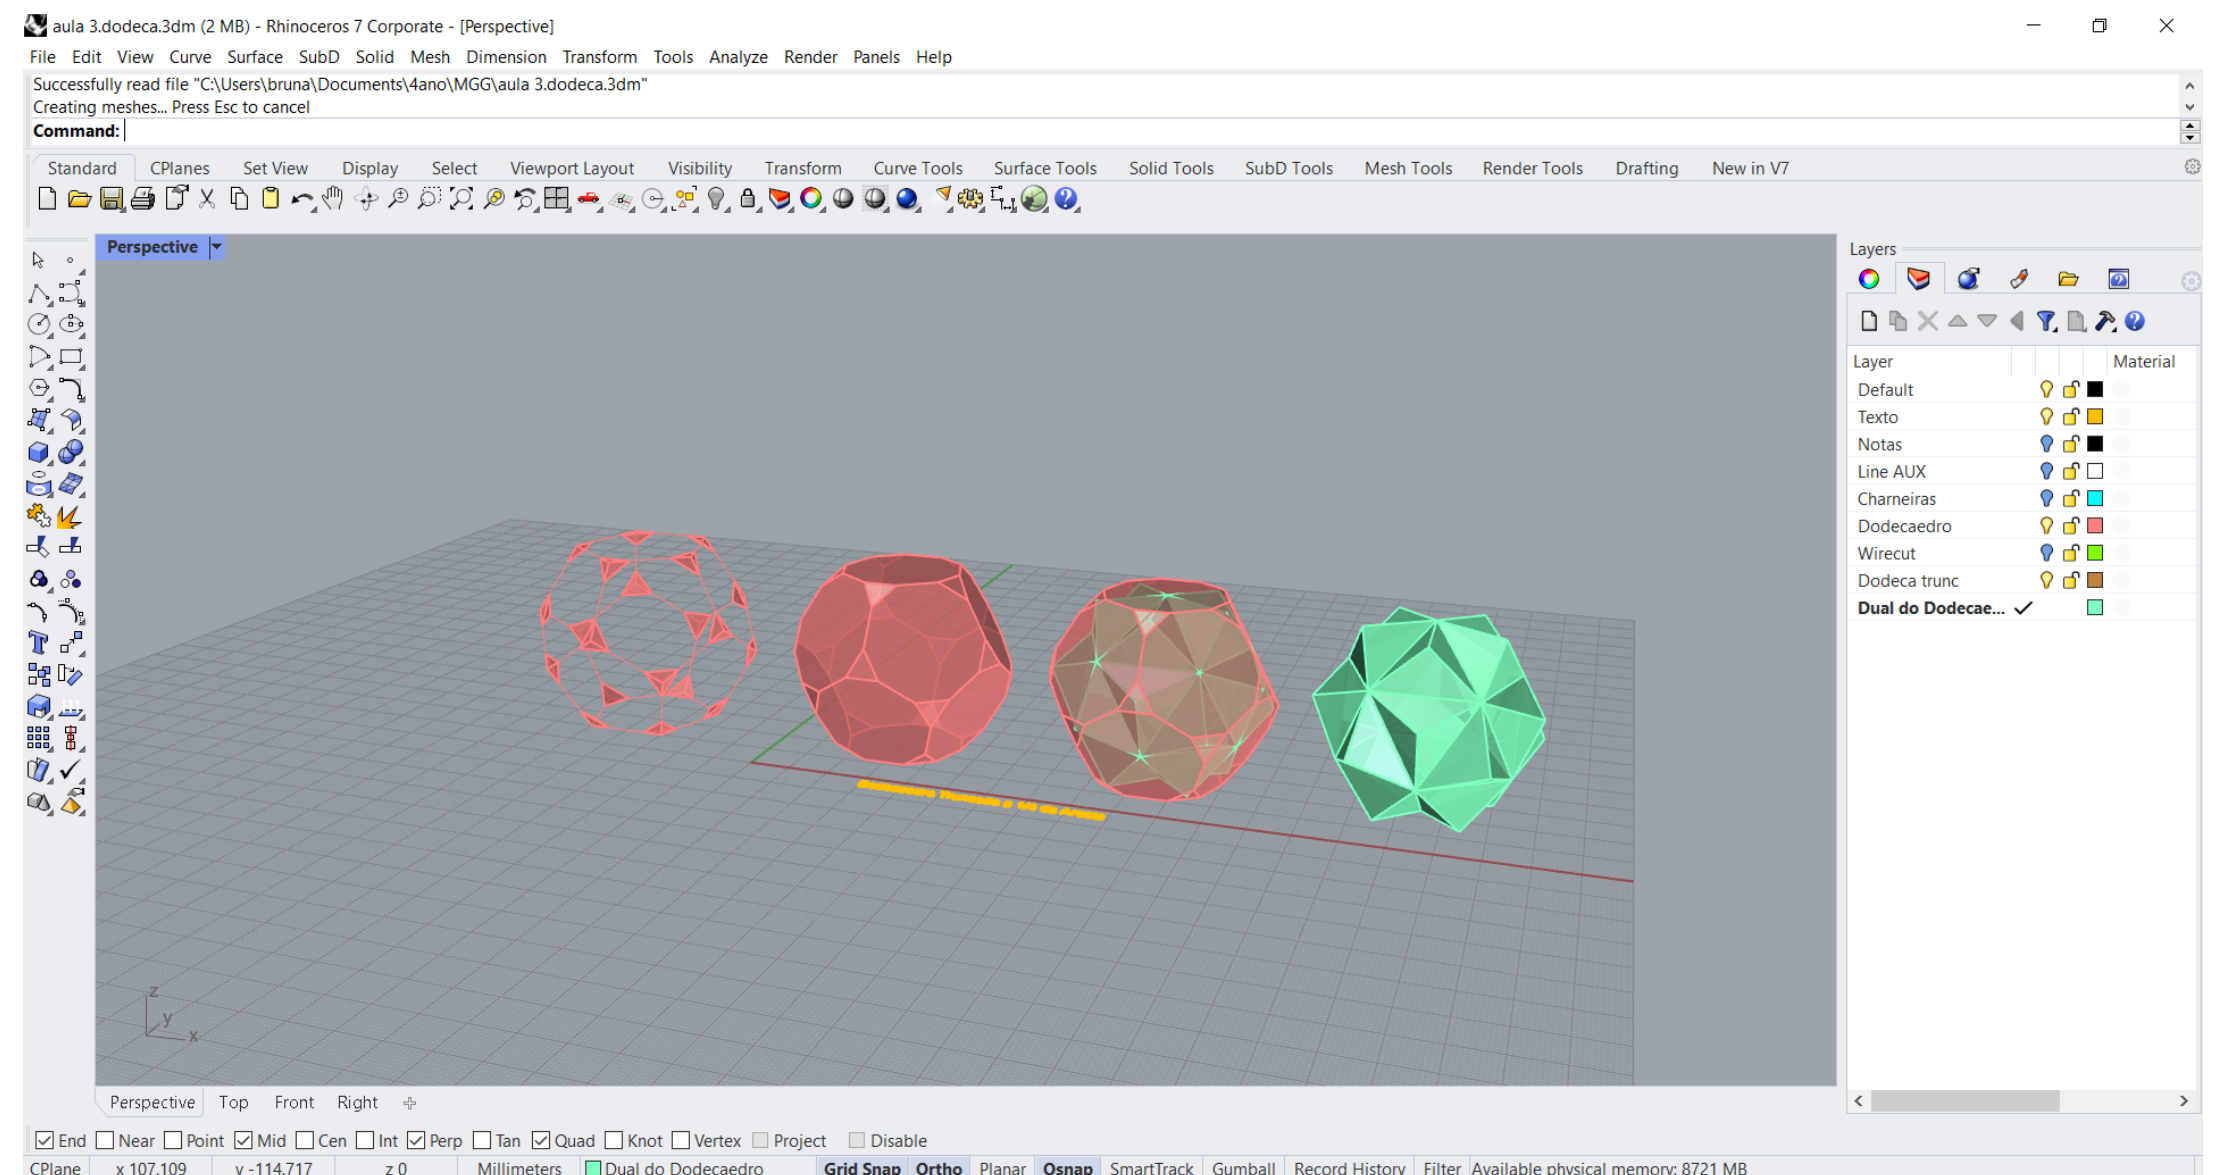 aula 3.dodeca.3dm (2 MB) - Rhinoceros 7 Corporate - [Perspective]
File Edit View Curve Surface SubD Solid Mesh Dimension Transform Tools Analyze Render Panels Help
Successfully read file "C:\Users\bruna\Documents\4ano\MGG\aula 3.dodeca.3dm"
Creating meshes... Press Esc to cancel
Command:
Standard CPlanes Set View Display Select Viewport Layout Visibility Transform Curve Tools Surface Tools Solid Tools SubD Tools Mesh Tools Render Tools Drafting New in V7
Perspective
Layers
Layer Material
Default
Texto
Notas
Line AUX
Charneiras
Dodecaedro
Wirecut
Dodeca trunc
Dual do Dodecae...
z
y
x
Perspective Top Front Right
End Near Point Mid Cen Int Perp Tan Quad Knot Vertex Project Disable
CPlane x 107.109 y -114.717 z 0 Millimeters Dual do Dodecaedro Grid Snap Ortho Planar Osnap SmartTrack Gumball Record History Filter Available physical memory: 8721 MB